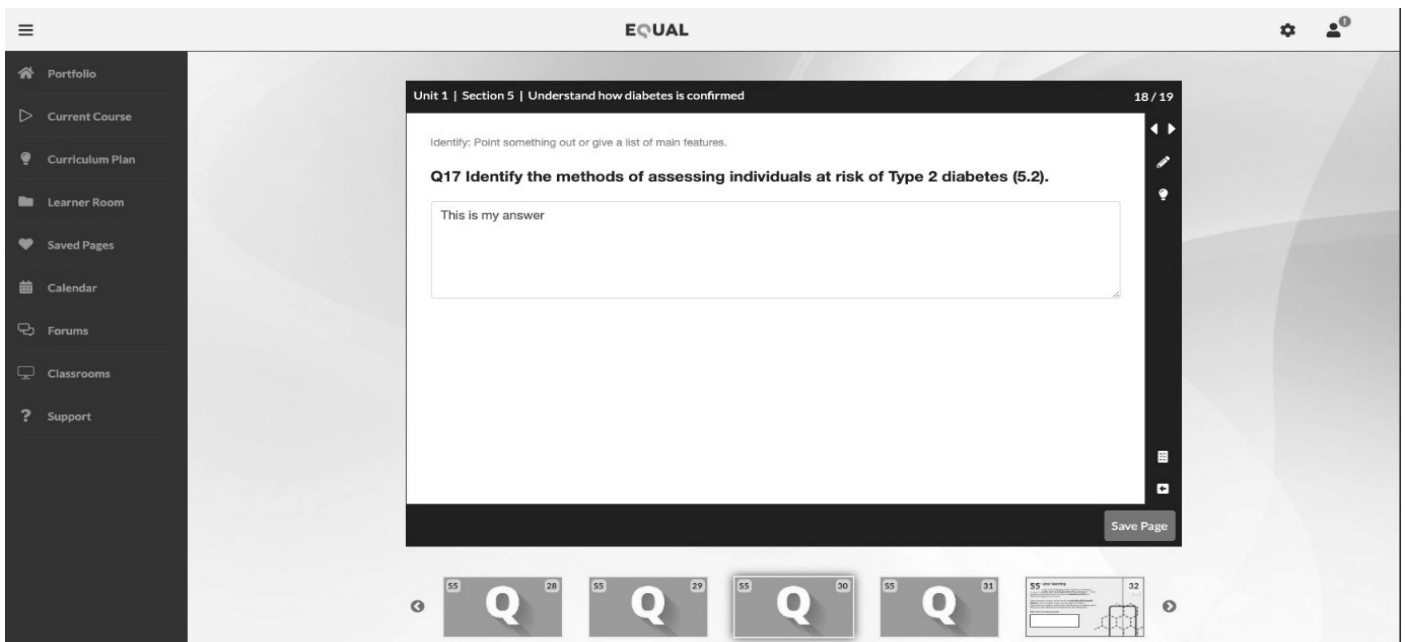 EQUAL
Portfolio
Current Course
Curriculum Plan
Learner Room
Saved Pages
Calendar
Forums
Classrooms
? Support
Unit 1 | Section 5 | Understand how diabetes is confirmed
18 / 19
Identify: Point something out or give a list of main features.
Q17 Identify the methods of assessing individuals at risk of Type 2 diabetes (5.2).
This is my answer
Save Page
S5 Q 28
S5 Q 29
S5 Q 30
S5 Q 31
S5 32